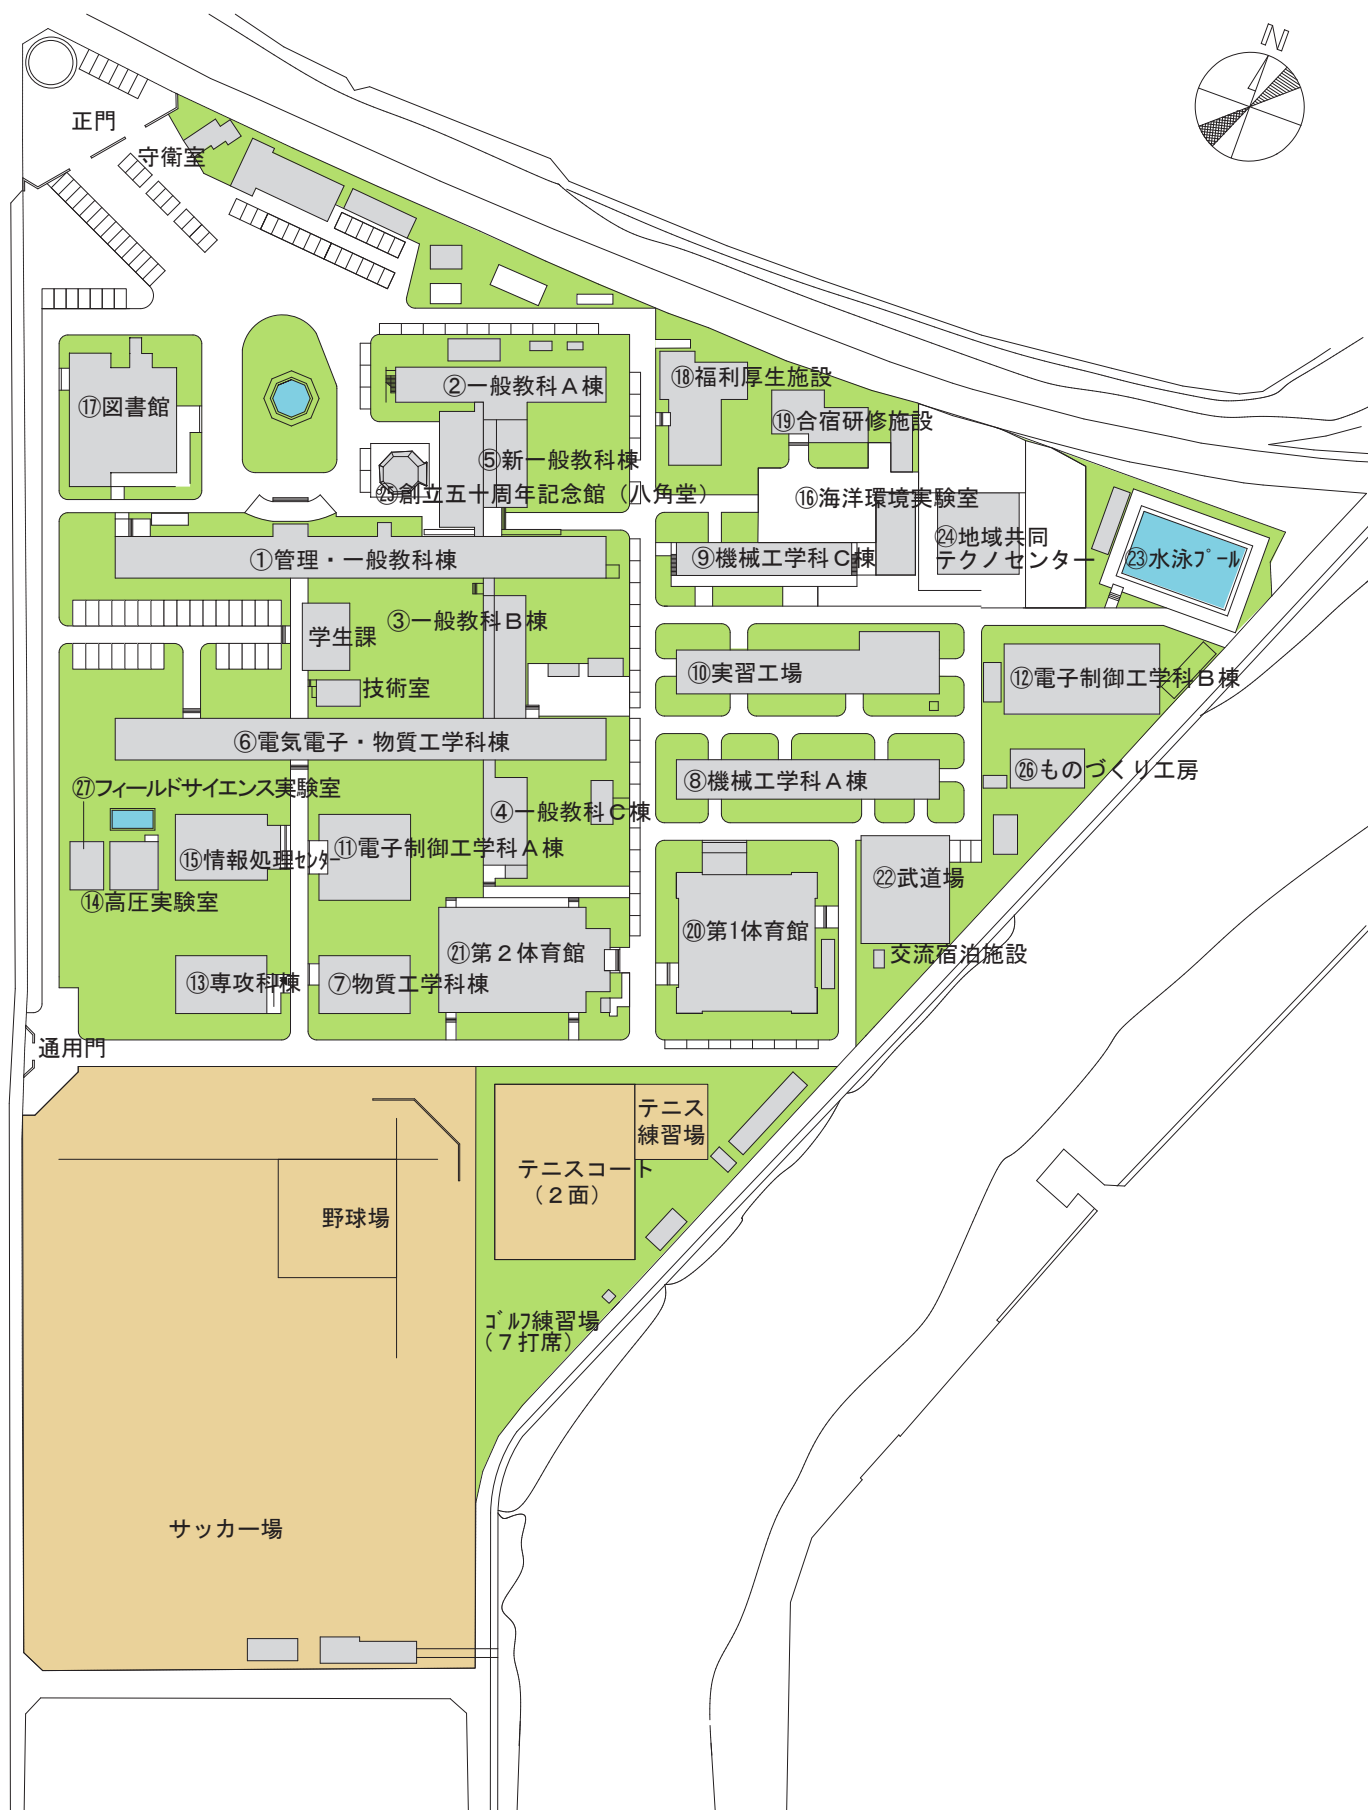 N
正門
守衛室
②一般教科A棟
⑱福利厚生施設
⑰図書館
⑲合宿研修施設
⑤新一般教科棟
㉕創立五十周年記念館（八角堂）
⑯海洋環境実験室
㉔地域共同
テクノセンター
①管理・一般教科棟
⑨機械工学科C棟
㉓水泳プール
③一般教科B棟
学生課
技術室
⑩実習工場
⑫電子制御工学科B棟
⑥電気電子・物質工学科棟
⑧機械工学科A棟
㉖ものづくり工房
㉗フィールドサイエンス実験室
④一般教科C棟
⑮情報処理センター
⑪電子制御工学科A棟
㉒武道場
⑭高圧実験室
㉑第２体育館
⑳第1体育館
交流宿泊施設
⑬専攻科棟
⑦物質工学科棟
通用門
テニス
練習場
テニスコート
（２面）
野球場
ゴルフ練習場
（７打席）
サッカー場